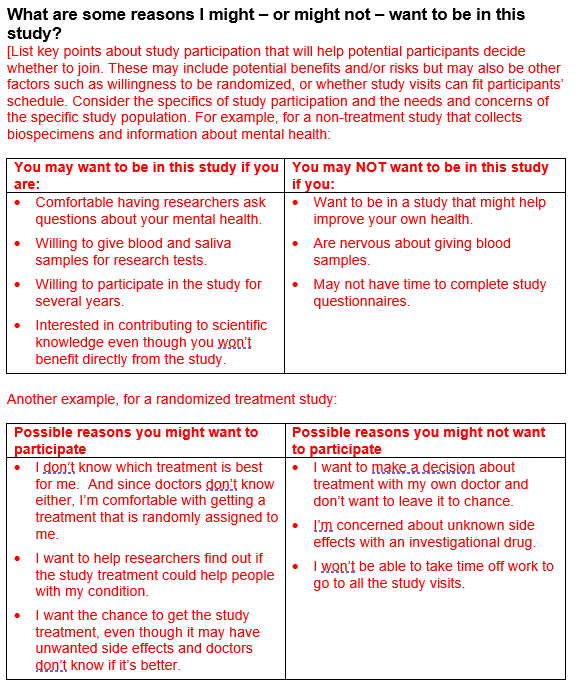 What are some reasons I might – or might not – want to be in this
study?
[List key points about study participation that will help potential participants decide
whether to join. These may include potential benefits and/or risks but may also be other
factors such as willingness to be randomized, or whether study visits can fit participants’
schedule. Consider the specifics of study participation and the needs and concerns of
the specific study population. For example, for a non-treatment study that collects
biospecimens and information about mental health:
You may want to be in this study if you
are:
• Comfortable having researchers ask
questions about your mental health.
• Willing to give blood and saliva
samples for research tests.
• Willing to participate in the study for
several years.
• Interested in contributing to scientific
knowledge even though you won’t
benefit directly from the study.
You may NOT want to be in this study
if you:
• Want to be in a study that might help
improve your own health.
• Are nervous about giving blood
samples.
• May not have time to complete study
questionnaires.
Another example, for a randomized treatment study:
Possible reasons you might want to
participate
• I don’t know which treatment is best
for me.  And since doctors don’t know
either, I’m comfortable with getting a
treatment that is randomly assigned to
me.
• I want to help researchers find out if
the study treatment could help people
with my condition.
• I want the chance to get the study
treatment, even though it may have
unwanted side effects and doctors
don’t know if it’s better.
Possible reasons you might not want
to participate
• I want to make a decision about
treatment with my own doctor and
don’t want to leave it to chance.
• I’m concerned about unknown side
effects with an investigational drug.
• I won’t be able to take time off work to
go to all the study visits.